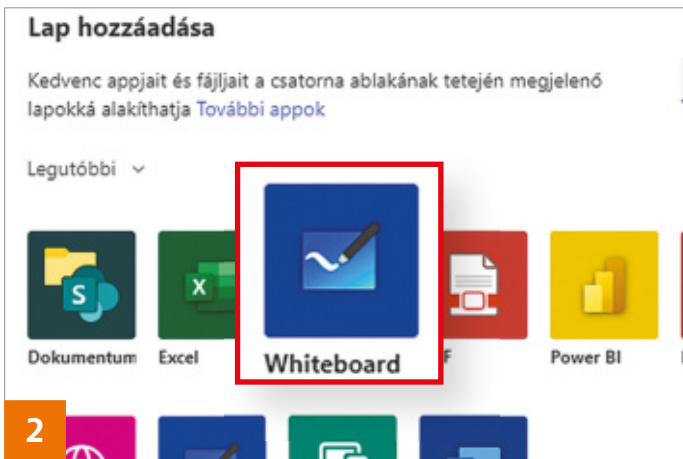 Lap hozzáadása
Kedvenc appjait és fájljait a csatorna ablakának tetején megjelenő
lapokká alakíthatja További appok
Legutóbbi
S
X
Dokumentum Excel Whiteboard F Power BI
2